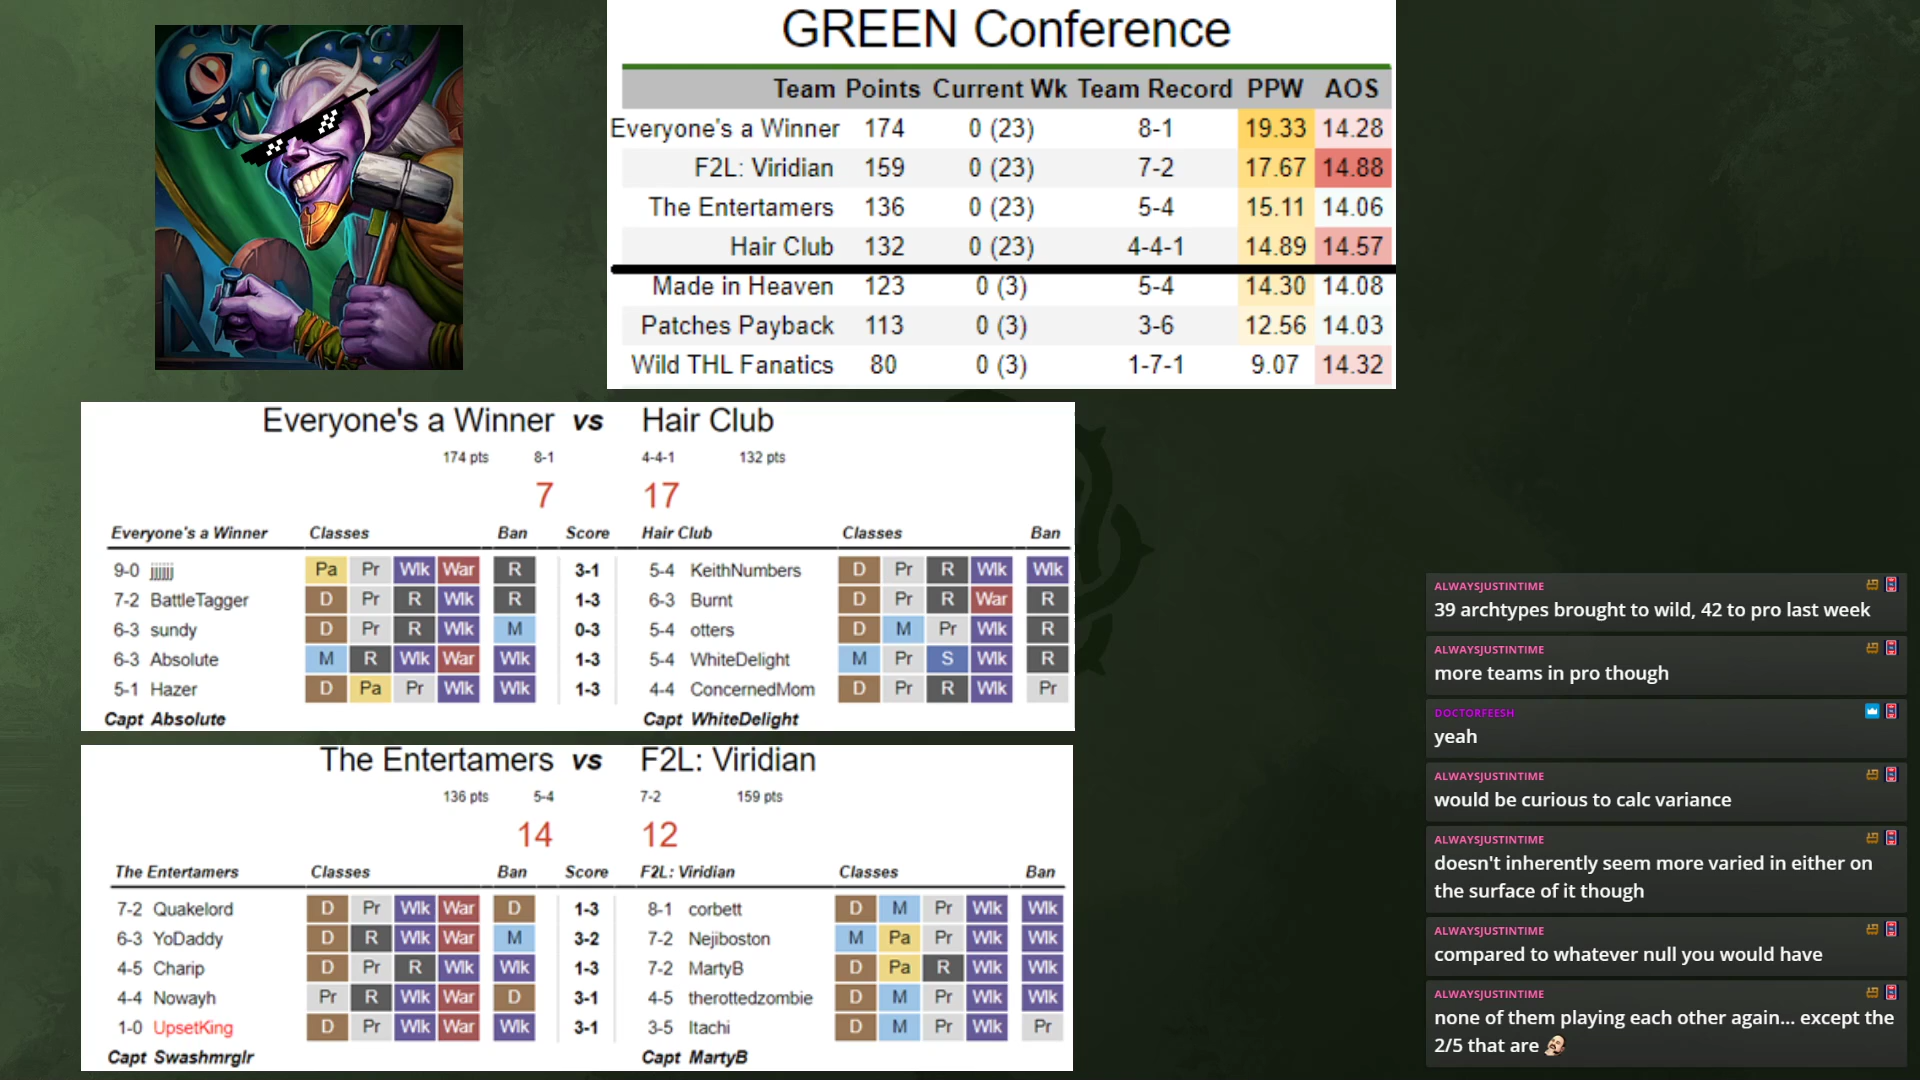 GREEN Conference
Team Points Current Wk Team Record PPW AOS
Everyone's a Winner 174 0 (23) 8-1 19.33 14.28
F2L: Viridian 159 0 (23) 7-2 17.67 14.88
The Entertamers 136 0 (23) 5-4 15.11 14.06
Hair Club 132 0 (23) 4-4-1 14.89 14.57
Made in Heaven 123 0 (3) 5-4 14.30 14.08
Patches Payback 113 0 (3) 3-6 12.56 14.03
Wild THL Fanatics 80 0 (3) 1-7-1 9.07 14.32
Everyone's a Winner vs Hair Club
174 pts 8-1 4-4-1 132 pts
7 17
Everyone's a Winner Classes Ban Score Hair Club Classes Ban
9-0 jjjjjj Pa Pr Wlk War R 3-1 5-4 KeithNumbers D Pr R Wlk Wlk
7-2 BattleTagger D Pr R Wlk R 1-3 6-3 Burnt D Pr R War R
6-3 sundy D Pr R Wlk M 0-3 5-4 otters D M Pr Wlk R
6-3 Absolute M R Wlk War Wlk 1-3 5-4 WhiteDelight M Pr S Wlk R
5-1 Hazer D Pa Pr Wlk Wlk 1-3 4-4 ConcernedMom D Pr R Wlk Pr
Capt Absolute Capt WhiteDelight
The Entertamers vs F2L: Viridian
136 pts 5-4 7-2 159 pts
14 12
The Entertamers Classes Ban Score F2L: Viridian Classes Ban
7-2 Quakelord D Pr Wlk War D 1-3 8-1 corbett D M Pr Wlk Wlk
6-3 YoDaddy D R Wlk War M 3-2 7-2 Nejiboston M Pa Pr Wlk Wlk
4-5 Charip D Pr R Wlk Wlk 1-3 7-2 MartyB D Pa R Wlk Wlk
4-4 Nowayh Pr R Wlk War D 3-1 4-5 therottedzombie D M Pr Wlk Wlk
1-0 UpsetKing D Pr Wlk War Wlk 3-1 3-5 Itachi D M Pr Wlk Pr
Capt Swashmrglr Capt MartyB
ALWAYSJUSTINTIME
39 archtypes brought to wild, 42 to pro last week
ALWAYSJUSTINTIME
more teams in pro though
DOCTORFEESH
yeah
ALWAYSJUSTINTIME
would be curious to calc variance
ALWAYSJUSTINTIME
doesn't inherently seem more varied in either on
the surface of it though
ALWAYSJUSTINTIME
compared to whatever null you would have
ALWAYSJUSTINTIME
none of them playing each other again... except the
2/5 that are